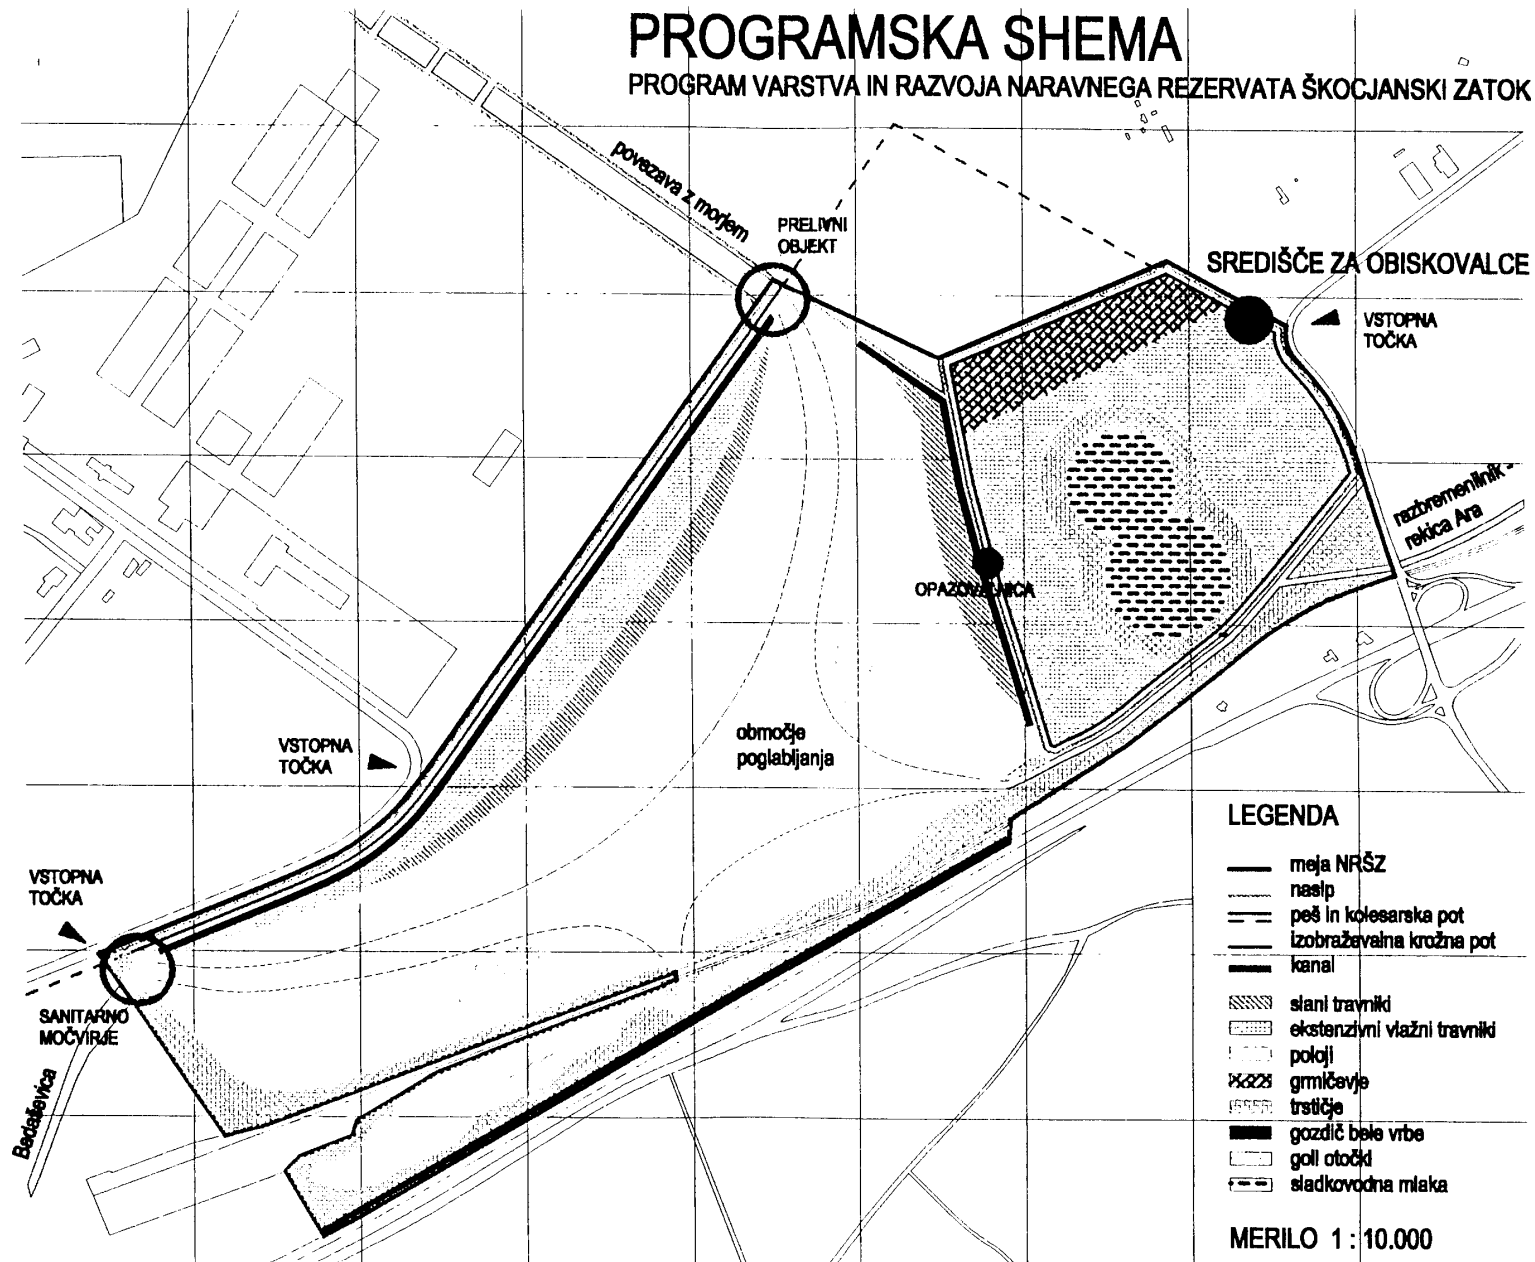 PROGRAMSKA SHEMA
PROGRAM VARSTVA IN RAZVOJA NARAVNEGA REZERVATA ŠKOCJANSKI ZATOK
povezava z morjem
PRELIVNI
OBJEKT
SREDIŠČE ZA OBISKOVALCE
VSTOPNA
TOČKA
razbremenilnik -
rekica Ara
OPAZOVALNICA
območje
poglabljanja
VSTOPNA
TOČKA
VSTOPNA
TOČKA
SANITARNO
MOČVIRJE
Badaševica
LEGENDA
meja NRŠZ
nasip
peš in kolesarska pot
izobraževalna krožna pot
kanal
slani travniki
ekstenzivni vlažni travniki
poloji
grmičevje
trstičje
gozdič bele vrbe
goli otočki
sladkovodna mlaka
MERILO 1 : 10.000